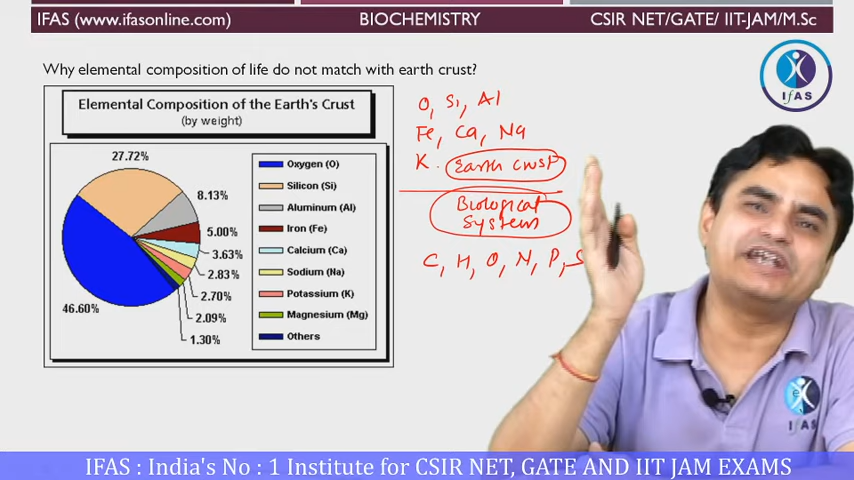 IFAS (www.ifasonline.com) BIOCHEMISTRY CSIR NET/GATE/ IIT-JAM/M.Sc
Why elemental composition of life do not match with earth crust?
IFAS
Elemental Composition of the Earth's Crust
(by weight)
27.72%
8.13%
5.00%
3.63%
2.83%
2.70%
2.09%
1.30%
46.60%
Oxygen (O)
Silicon (Si)
Aluminum (Al)
Iron (Fe)
Calcium (Ca)
Sodium (Na)
Potassium (K)
Magnesium (Mg)
Others
O, Si, Al
Fe, Ca, Na
K. Earth crust
Biological
System
C, H, O, N, P, S
IFAS
IFAS : India's No : 1 Institute for CSIR NET, GATE AND IIT JAM EXAMS